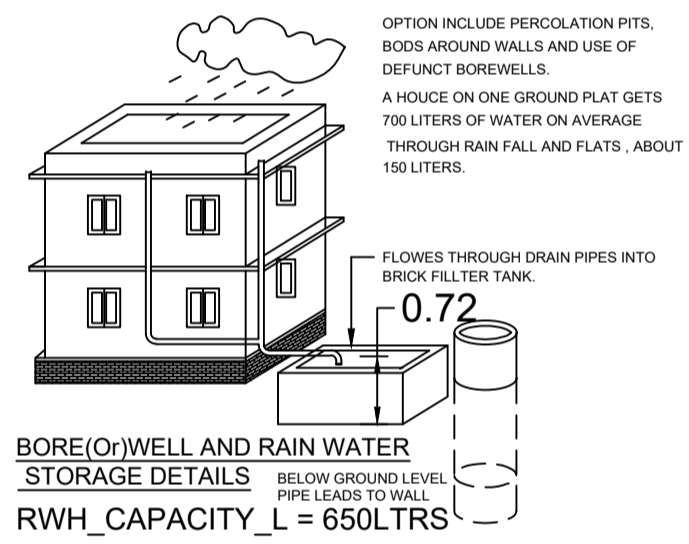 OPTION INCLUDE PERCOLATION PITS,
BODS AROUND WALLS AND USE OF
DEFUNCT BOREWELLS.
A HOUCE ON ONE GROUND PLAT GETS
700 LITERS OF WATER ON AVERAGE
THROUGH RAIN FALL AND FLATS , ABOUT
150 LITERS.
FLOWES THROUGH DRAIN PIPES INTO
BRICK FILLTER TANK.
0.72
BORE(Or)WELL AND RAIN WATER
STORAGE DETAILS
BELOW GROUND LEVEL
PIPE LEADS TO WALL
RWH_CAPACITY_L = 650LTRS